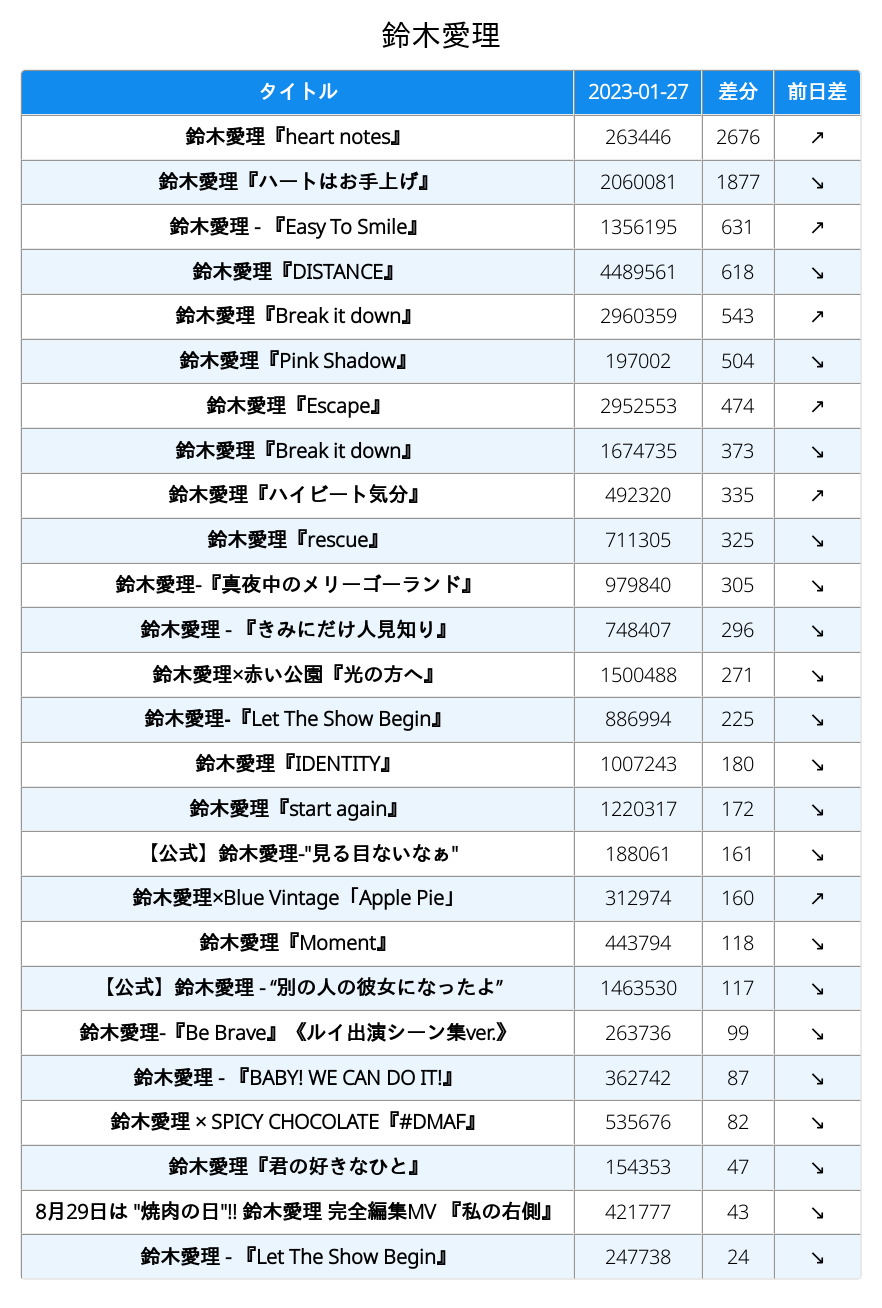 鈴木愛理
タイトル 2023-01-27 差分 前日差
鈴木愛理『heart notes』 263446 2676 ↗
鈴木愛理『ハートはお手上げ』 2060081 1877 ↘
鈴木愛理 - 『Easy To Smile』 1356195 631 ↗
鈴木愛理『DISTANCE』 4489561 618 ↘
鈴木愛理『Break it down』 2960359 543 ↗
鈴木愛理『Pink Shadow』 197002 504 ↘
鈴木愛理『Escape』 2952553 474 ↗
鈴木愛理『Break it down』 1674735 373 ↘
鈴木愛理『ハイビート気分』 492320 335 ↗
鈴木愛理『rescue』 711305 325 ↘
鈴木愛理-『真夜中のメリーゴーランド』 979840 305 ↘
鈴木愛理 - 『きみにだけ人見知り』 748407 296 ↘
鈴木愛理×赤い公園『光の方へ』 1500488 271 ↘
鈴木愛理-『Let The Show Begin』 886994 225 ↘
鈴木愛理『IDENTITY』 1007243 180 ↘
鈴木愛理『start again』 1220317 172 ↘
【公式】鈴木愛理-"見る目ないなぁ" 188061 161 ↘
鈴木愛理×Blue Vintage「Apple Pie」 312974 160 ↗
鈴木愛理『Moment』 443794 118 ↘
【公式】鈴木愛理 - “別の人の彼女になったよ” 1463530 117 ↘
鈴木愛理-『Be Brave』《ルイ出演シーン集ver.》 263736 99 ↘
鈴木愛理 - 『BABY! WE CAN DO IT!』 362742 87 ↘
鈴木愛理 × SPICY CHOCOLATE『#DMAF』 535676 82 ↘
鈴木愛理『君の好きなひと』 154353 47 ↘
8月29日は "焼肉の日"!! 鈴木愛理 完全編集MV 『私の右側』 421777 43 ↘
鈴木愛理 - 『Let The Show Begin』 247738 24 ↘